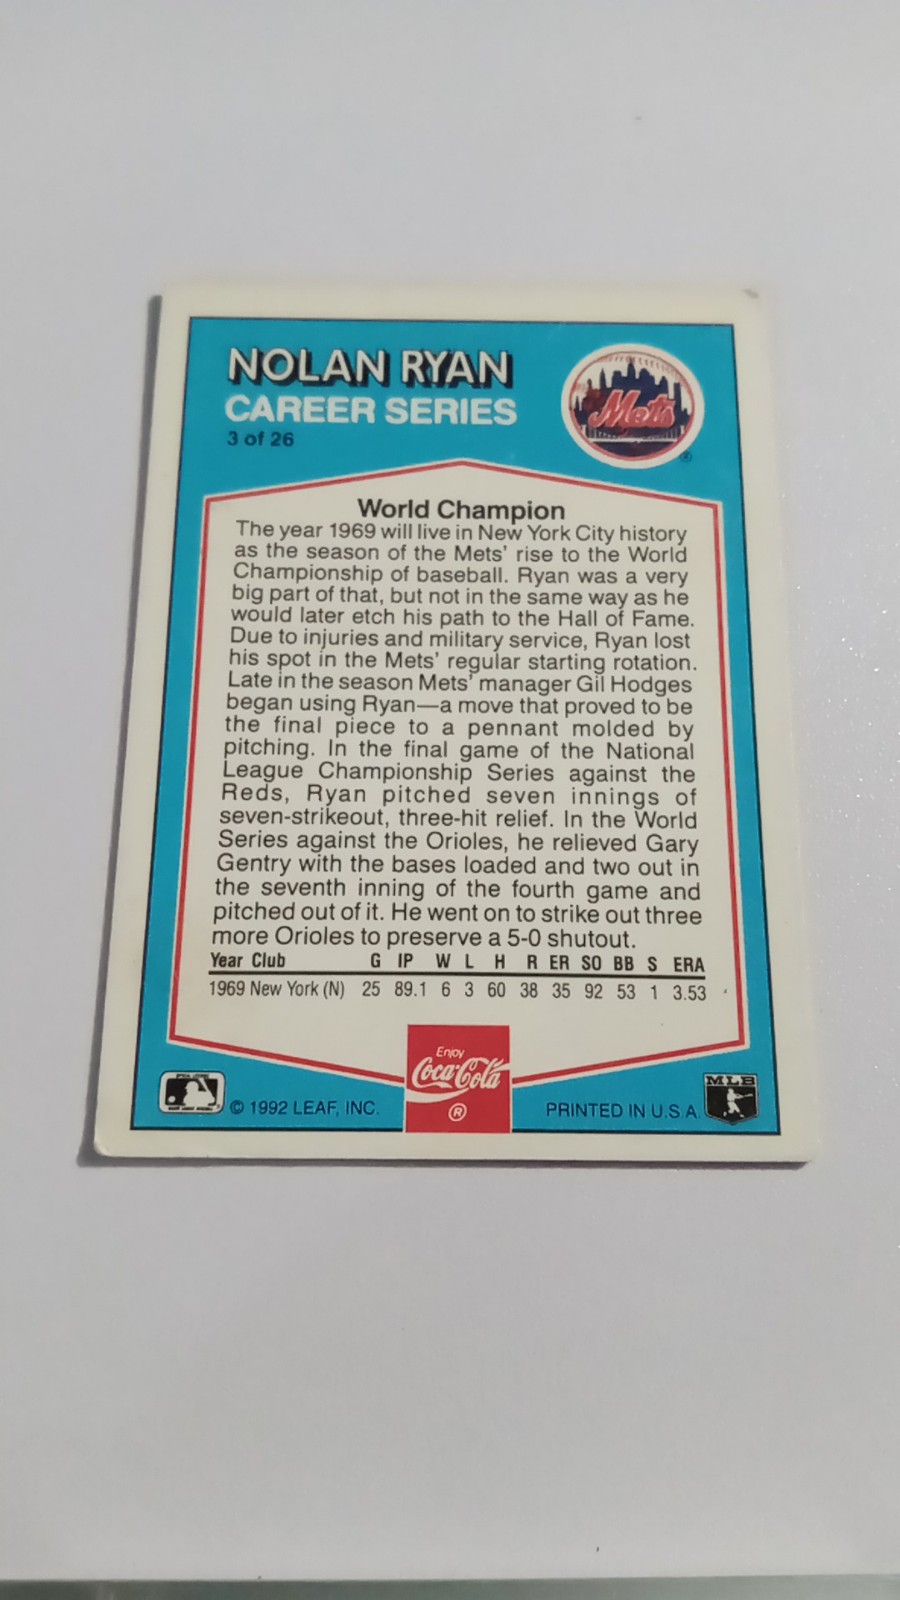 NOLAN RYAN
CAREER SERIES
3 of 26
Mets
®
World Champion
The year 1969 will live in New York City history
as the season of the Mets' rise to the World
Championship of baseball. Ryan was a very
big part of that, but not in the same way as he
would later etch his path to the Hall of Fame.
Due to injuries and military service, Ryan lost
his spot in the Mets' regular starting rotation.
Late in the season Mets' manager Gil Hodges
began using Ryan—a move that proved to be
the final piece to a pennant molded by
pitching. In the final game of the National
League Championship Series against the
Reds, Ryan pitched seven innings of
seven-strikeout, three-hit relief. In the World
Series against the Orioles, he relieved Gary
Gentry with the bases loaded and two out in
the seventh inning of the fourth game and
pitched out of it. He went on to strike out three
more Orioles to preserve a 5-0 shutout.
Year Club G IP W L H R ER SO BB S ERA
1969 New York (N) 25 89.1 6 3 60 38 35 92 53 1 3.53
Enjoy
Coca-Cola
®
© 1992 LEAF, INC.
PRINTED IN U.S.A.
MLB